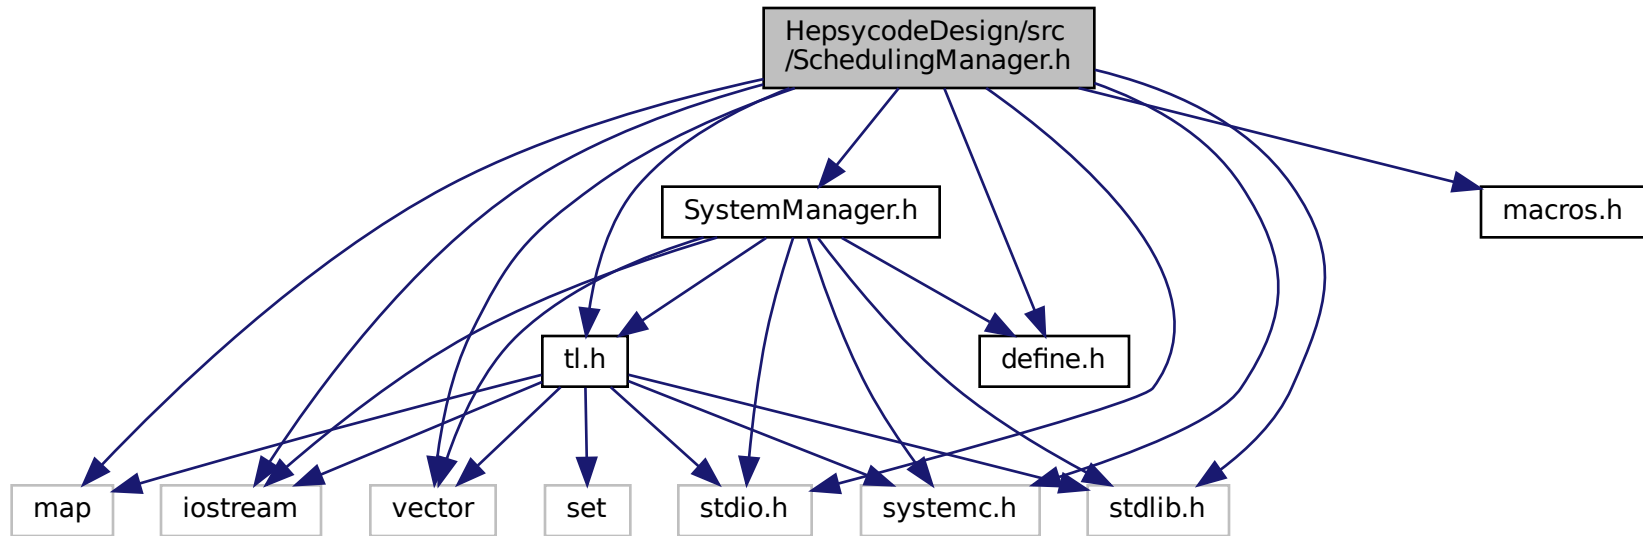 HepsycodeDesign/src
/SchedulingManager.h
SystemManager.h
macros.h
tl.h
define.h
map
iostream
vector
set
stdio.h
systemc.h
stdlib.h